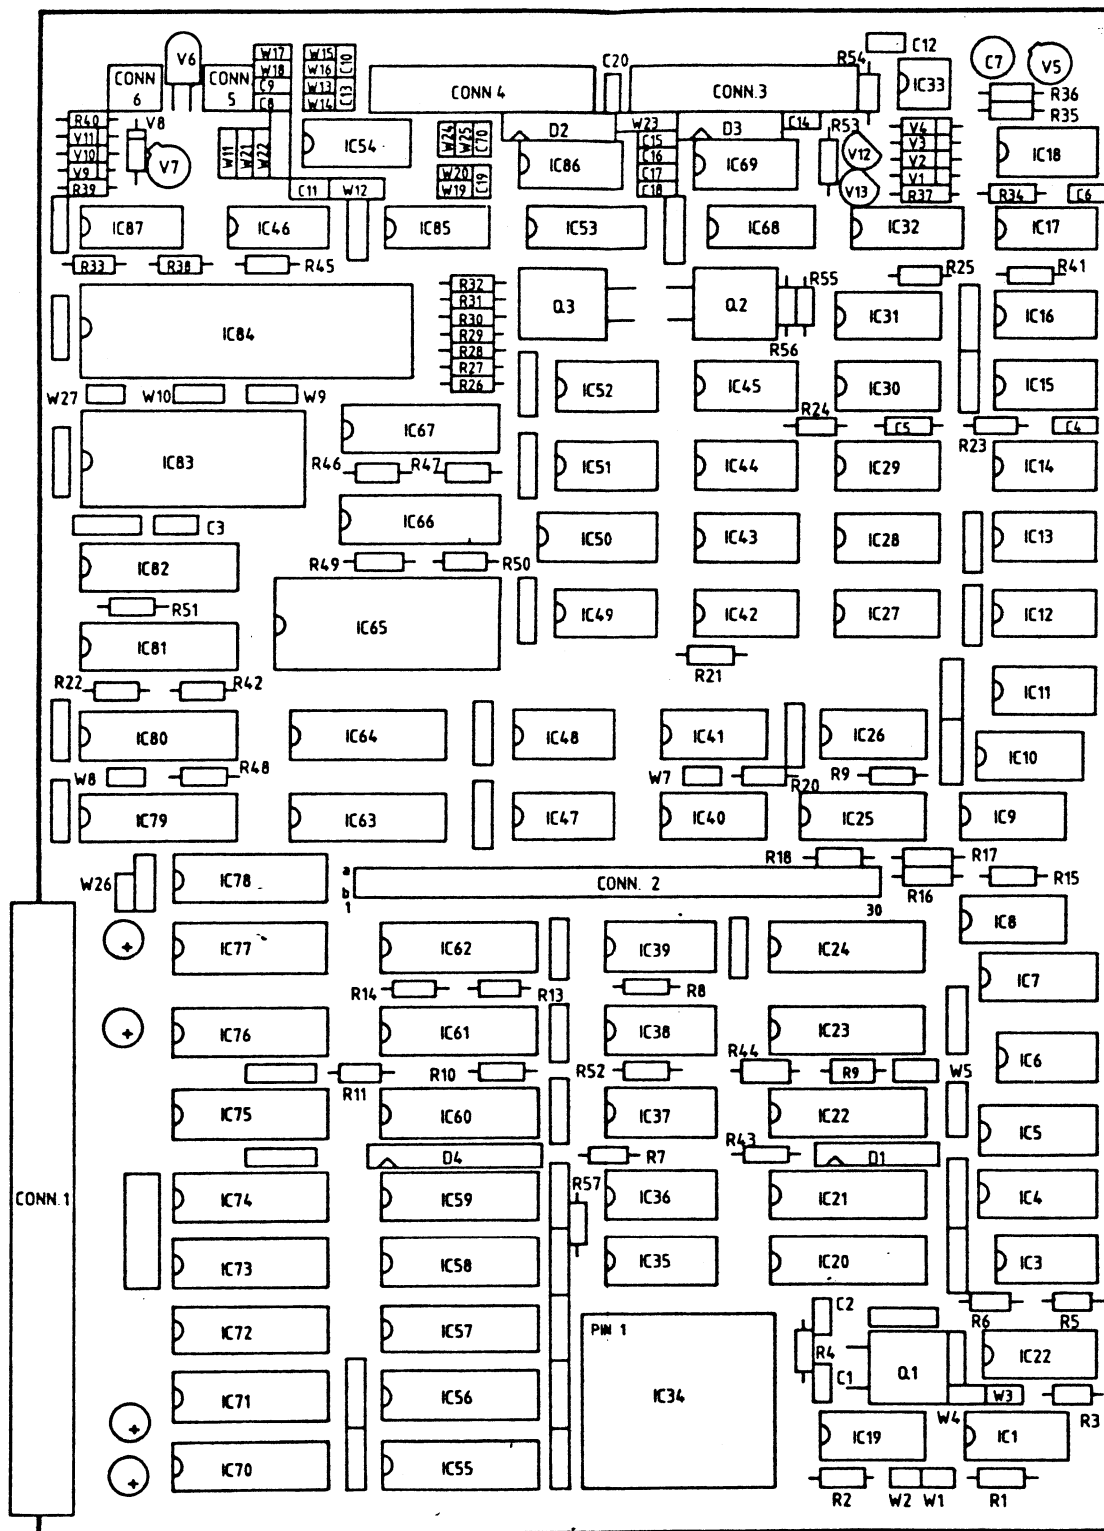 V6
W17
W15
C10
C20
R54
C12
C7
V5
CONN 6
CONN 5
W18
W16
C9
W13
C13
C8
W14
CONN 4
CONN.3
IC33
R36
R35
R40
V8
V11
V10
V9
R39
V7
W11
W21
W22
IC54
W24
W25
C70
D2
W23
D3
C14
R53
V4
V3
V2
V1
R37
IC18
C15
C16
C17
C18
IC86
IC69
V12
V13
C11
W12
W20
W19
C19
R34
C6
IC87
IC46
IC85
IC53
IC68
IC32
IC17
R33
R38
R45
R25
R41
R32
R31
R30
R29
R28
R27
R26
Q3
Q2
R55
R56
IC31
IC16
IC84
W27
W10
W9
IC52
IC45
IC30
IC15
IC67
R24
C5
R23
C4
IC83
R46
R47
IC51
IC44
IC29
IC14
C3
IC66
IC50
IC43
IC28
IC13
IC82
R49
R50
R51
IC65
IC49
IC42
IC27
IC12
IC81
R21
R22
R42
IC11
IC80
IC64
IC48
IC41
IC26
IC10
W8
R48
W7
R20
R9
IC79
IC63
IC47
IC40
IC25
IC9
R18
R17
W26
IC78
a
b
1
CONN. 2
30
R16
R15
IC8
IC77
+
IC62
IC39
IC24
IC7
R14
R13
R8
IC76
+
IC61
IC38
IC23
IC6
R11
R10
R52
R44
R9
W5
IC75
IC60
IC37
IC22
IC5
D4
R7
R43
D1
CONN.1
IC74
IC59
R57
IC36
IC21
IC4
IC73
IC58
IC35
IC20
IC3
R6
R5
C2
IC72
IC57
PIN 1
R4
C1
Q1
IC22
IC71
IC56
IC34
W4
W3
R3
+
IC19
IC1
IC70
IC55
+
R2
W2
W1
R1